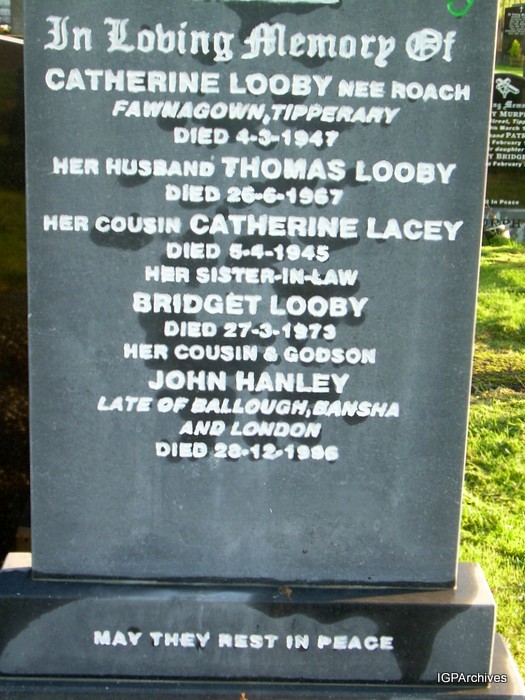 In Loving Memory Of
CATHERINE LOOBY NEE ROACH
FAWNAGOWN, TIPPERARY
DIED 4-3-1947
HER HUSBAND THOMAS LOOBY
DIED 26-6-1967
HER COUSIN CATHERINE LACEY
DIED 5-4-1945
HER SISTER-IN-LAW
BRIDGET LOOBY
DIED 27-3-1973
HER COUSIN & GODSON
JOHN HANLEY
LATE OF BALLOUGH, BANSHA
AND LONDON
DIED 28-12-1996
MAY THEY REST IN PEACE
IGPArchives